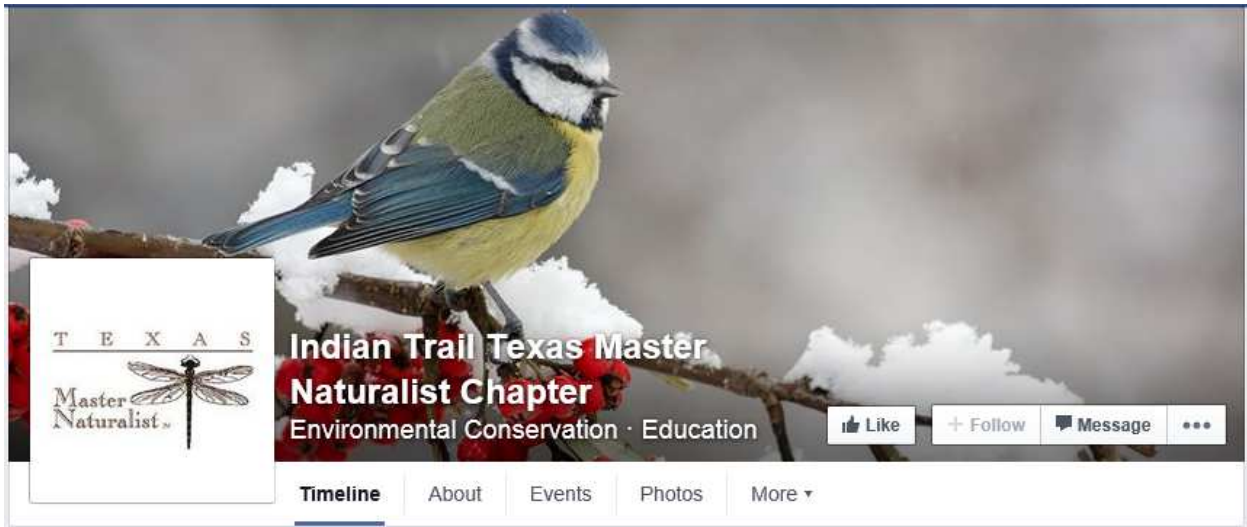 TEXAS
Master
Naturalist
Indian Trail Texas Master
Naturalist Chapter
Environmental Conservation · Education
Like
+ Follow
Message
•••
Timeline
About
Events
Photos
More ▾